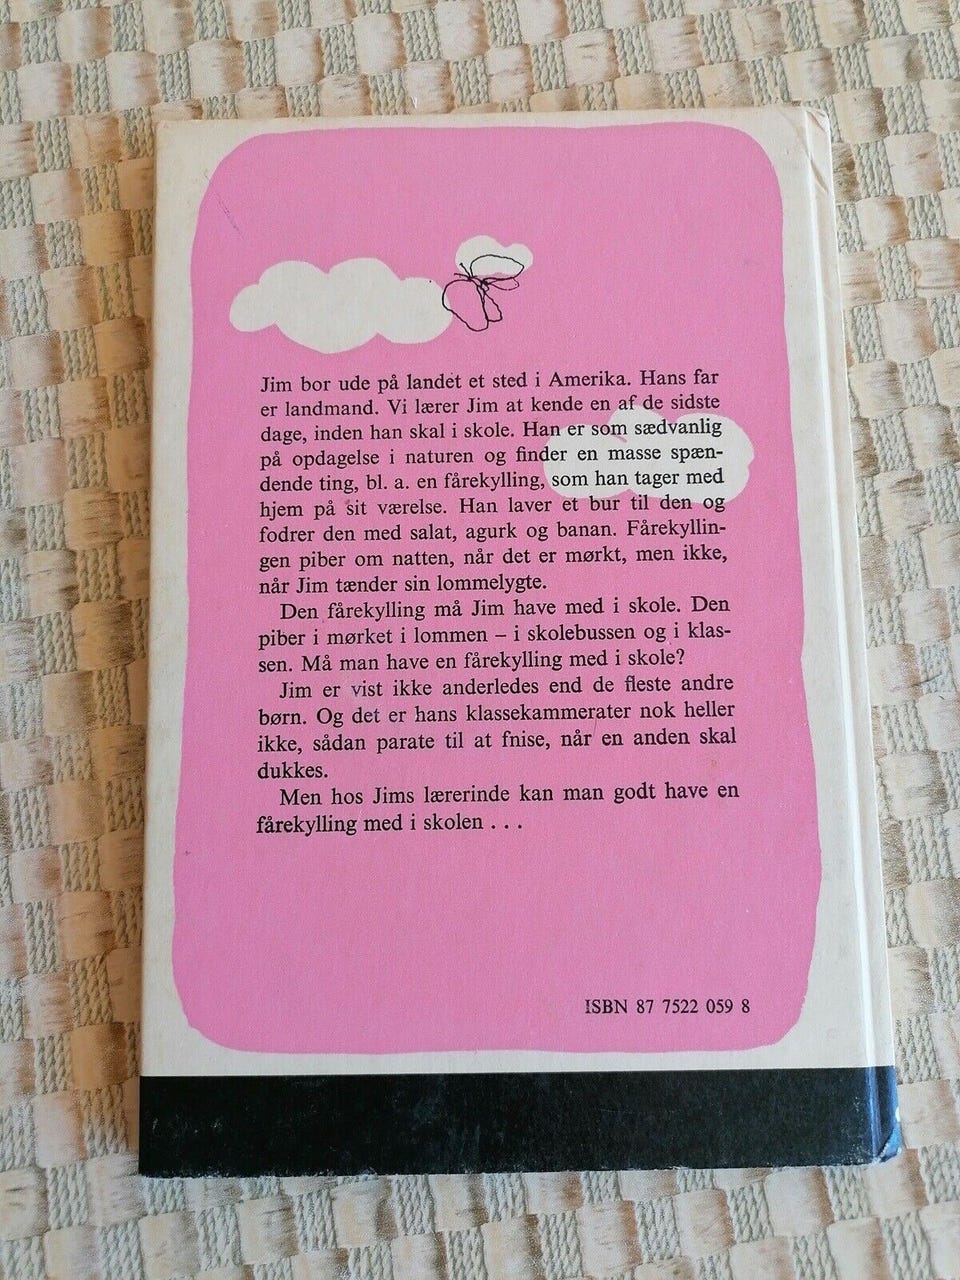 Jim bor ude på landet et sted i Amerika. Hans far
er landmand. Vi lærer Jim at kende en af de sidste
dage, inden han skal i skole. Han er som sædvanlig
på opdagelse i naturen og finder en masse spæn-
dende ting, bl. a. en fårekylling, som han tager med
hjem på sit værelse. Han laver et bur til den og
fodrer den med salat, agurk og banan. Fårekyllin-
gen piber om natten, når det er mørkt, men ikke,
når Jim tænder sin lommelygte.
Den fårekylling må Jim have med i skole. Den
piber i mørket i lommen – i skolebussen og i klas-
sen. Må man have en fårekylling med i skole?
Jim er vist ikke anderledes end de fleste andre
børn. Og det er hans klassekammerater nok heller
ikke, sådan parate til at fnise, når en anden skal
dukkes.
Men hos Jims lærerinde kan man godt have en
fårekylling med i skolen . . .
ISBN 87 7522 059 8